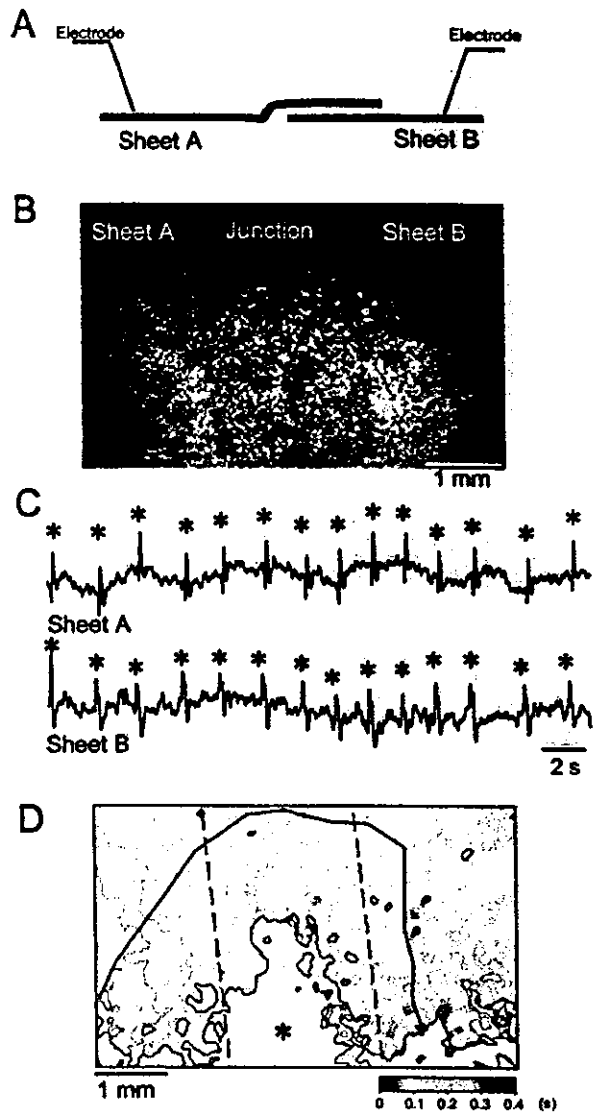 A
Electrode Electrode
Sheet A Sheet B
B
Sheet A Junction Sheet B
1 mm
C
* * * * * * * * * * * * * *
Sheet A
* * * * * * * * * * * * * *
Sheet B
2 s
D
*
1 mm
0 0.1 0.2 0.3 0.4 (s)